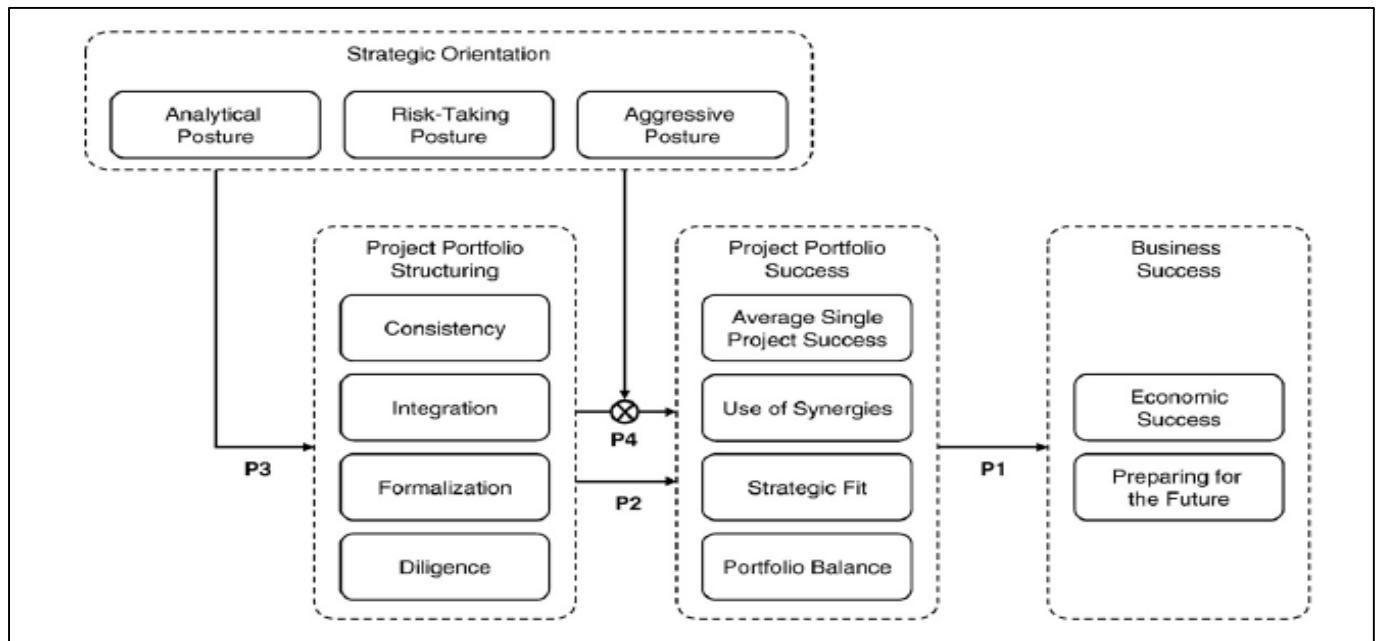 Strategic Orientation
Analytical
Posture
Risk-Taking
Posture
Aggressive
Posture
Project Portfolio
Structuring
Consistency
Integration
Formalization
Diligence
Project Portfolio
Success
Average Single
Project Success
Use of Synergies
Strategic Fit
Portfolio Balance
Business
Success
Economic
Success
Preparing for
the Future
P3
P4
P2
P1